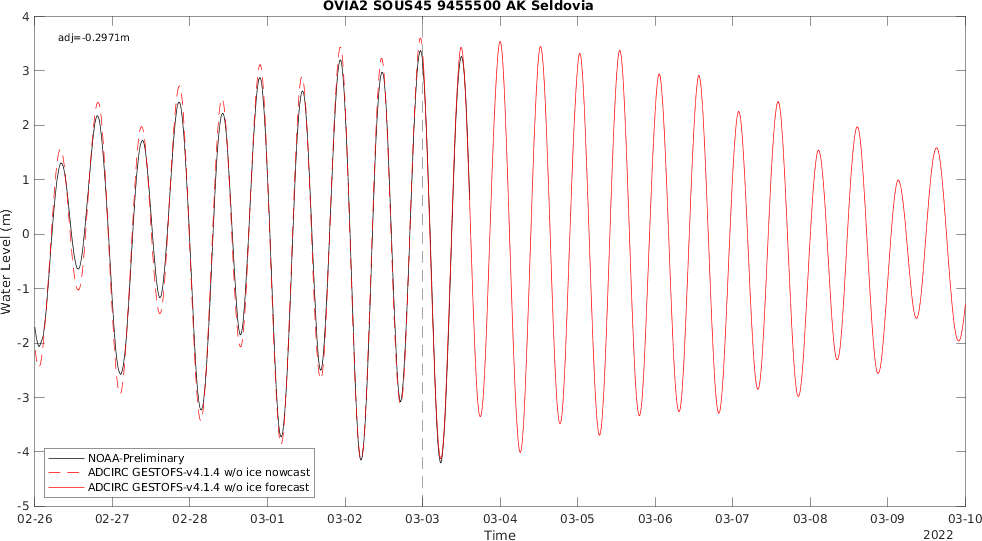 OVIA2 SOUS45 9455500 AK Seldovia
adj=-0.2971m
4
3
2
1
0
-1
-2
-3
-4
-5
Water Level (m)
NOAA-Preliminary
ADCIRC GESTOFS-v4.1.4 w/o ice nowcast
ADCIRC GESTOFS-v4.1.4 w/o ice forecast
02-26 02-27 02-28 03-01 03-02 03-03 03-04 03-05 03-06 03-07 03-08 03-09 03-10
Time
2022